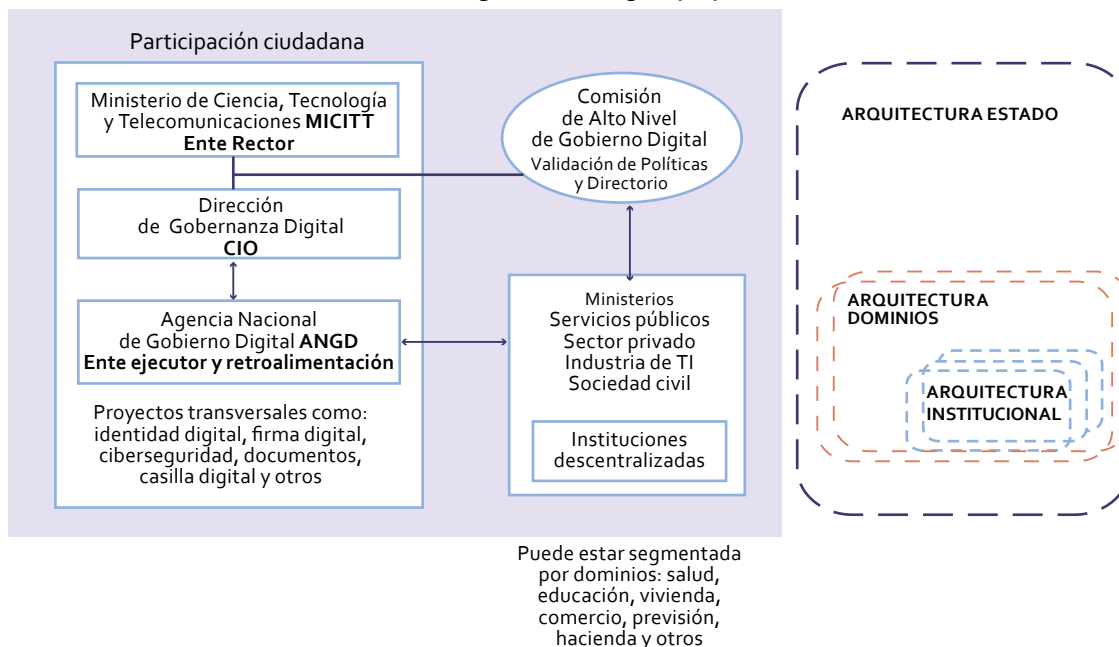 Participación ciudadana
Ministerio de Ciencia, Tecnología
y Telecomunicaciones MICITT
Ente Rector
Dirección
de Gobernanza Digital
CIO
Agencia Nacional
de Gobierno Digital ANGD
Ente ejecutor y retroalimentación
Proyectos transversales como:
identidad digital, firma digital,
ciberseguridad, documentos,
casilla digital y otros
Comisión
de Alto Nivel
de Gobierno Digital
Validación de Políticas
y Directorio
Ministerios
Servicios públicos
Sector privado
Industria de TI
Sociedad civil
Instituciones
descentralizadas
Puede estar segmentada
por dominios: salud,
educación, vivienda,
comercio, previsión,
hacienda y otros
ARQUITECTURA ESTADO
ARQUITECTURA
DOMINIOS
ARQUITECTURA
INSTITUCIONAL